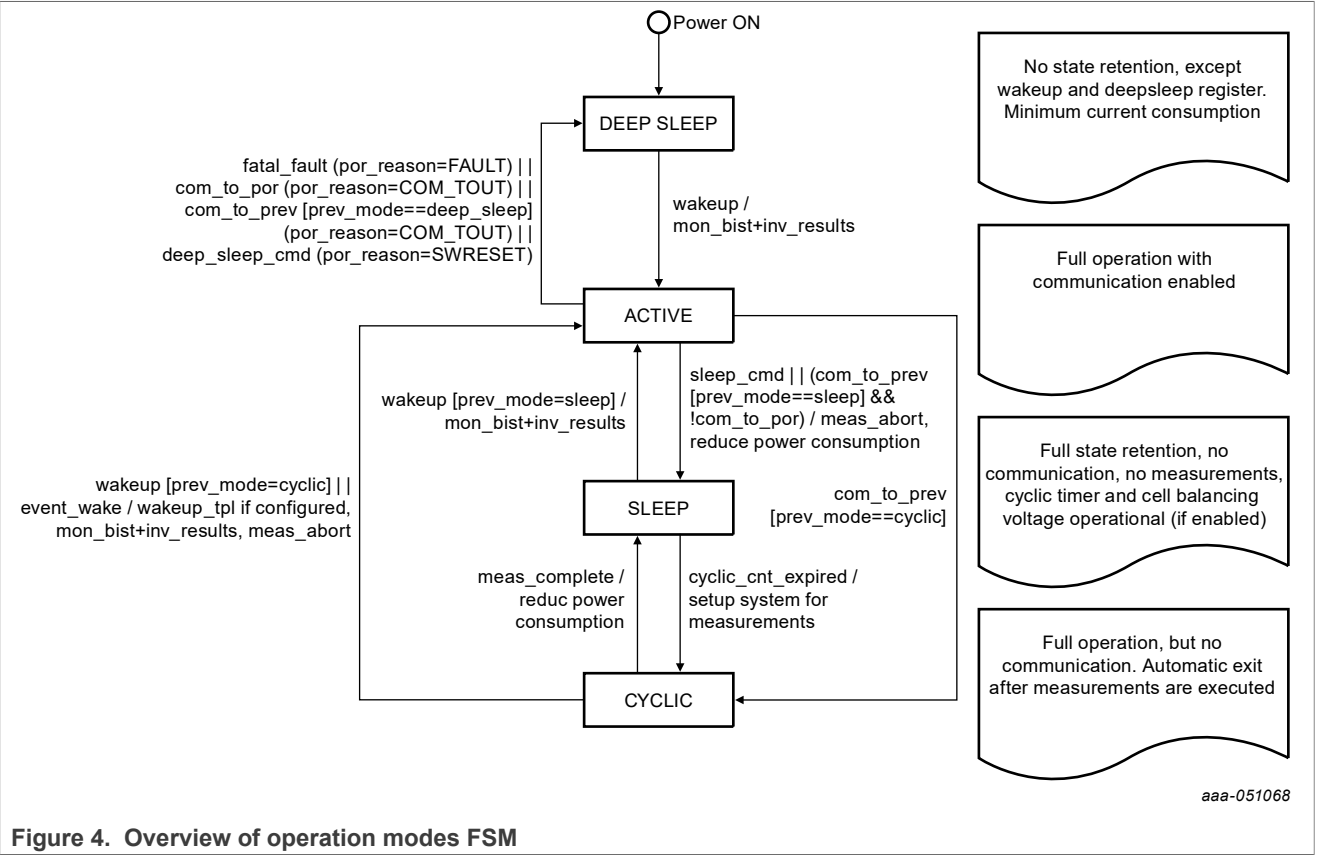 Power ON
DEEP SLEEP
No state retention, except
wakeup and deepsleep register.
Minimum current consumption
fatal_fault (por_reason=FAULT) | |
com_to_por (por_reason=COM_TOUT) | |
com_to_prev [prev_mode==deep_sleep]
(por_reason=COM_TOUT) | |
deep_sleep_cmd (por_reason=SWRESET)
wakeup /
mon_bist+inv_results
ACTIVE
Full operation with
communication enabled
wakeup [prev_mode=sleep] /
mon_bist+inv_results
sleep_cmd | | (com_to_prev
[prev_mode==sleep] &&
!com_to_por) / meas_abort,
reduce power consumption
wakeup [prev_mode=cyclic] | |
event_wake / wakeup_tpl if configured,
mon_bist+inv_results, meas_abort
SLEEP
com_to_prev
[prev_mode==cyclic]
Full state retention, no
communication, no measurements,
cyclic timer and cell balancing
voltage operational (if enabled)
meas_complete /
reduc power
consumption
cyclic_cnt_expired /
setup system for
measurements
CYCLIC
Full operation, but no
communication. Automatic exit
after measurements are executed
aaa-051068
Figure 4. Overview of operation modes FSM